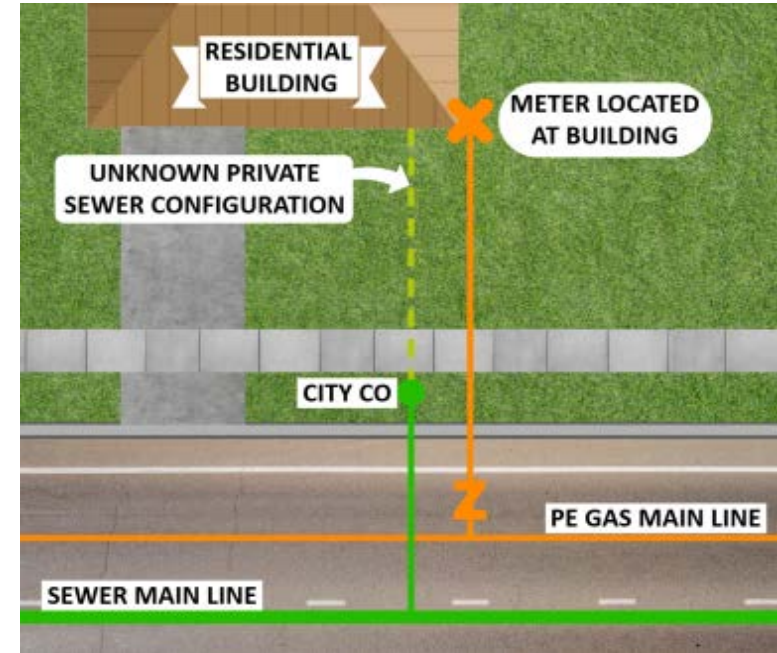 RESIDENTIAL
BUILDING
METER LOCATED
AT BUILDING
UNKNOWN PRIVATE
SEWER CONFIGURATION
CITY CO
Z
PE GAS MAIN LINE
SEWER MAIN LINE